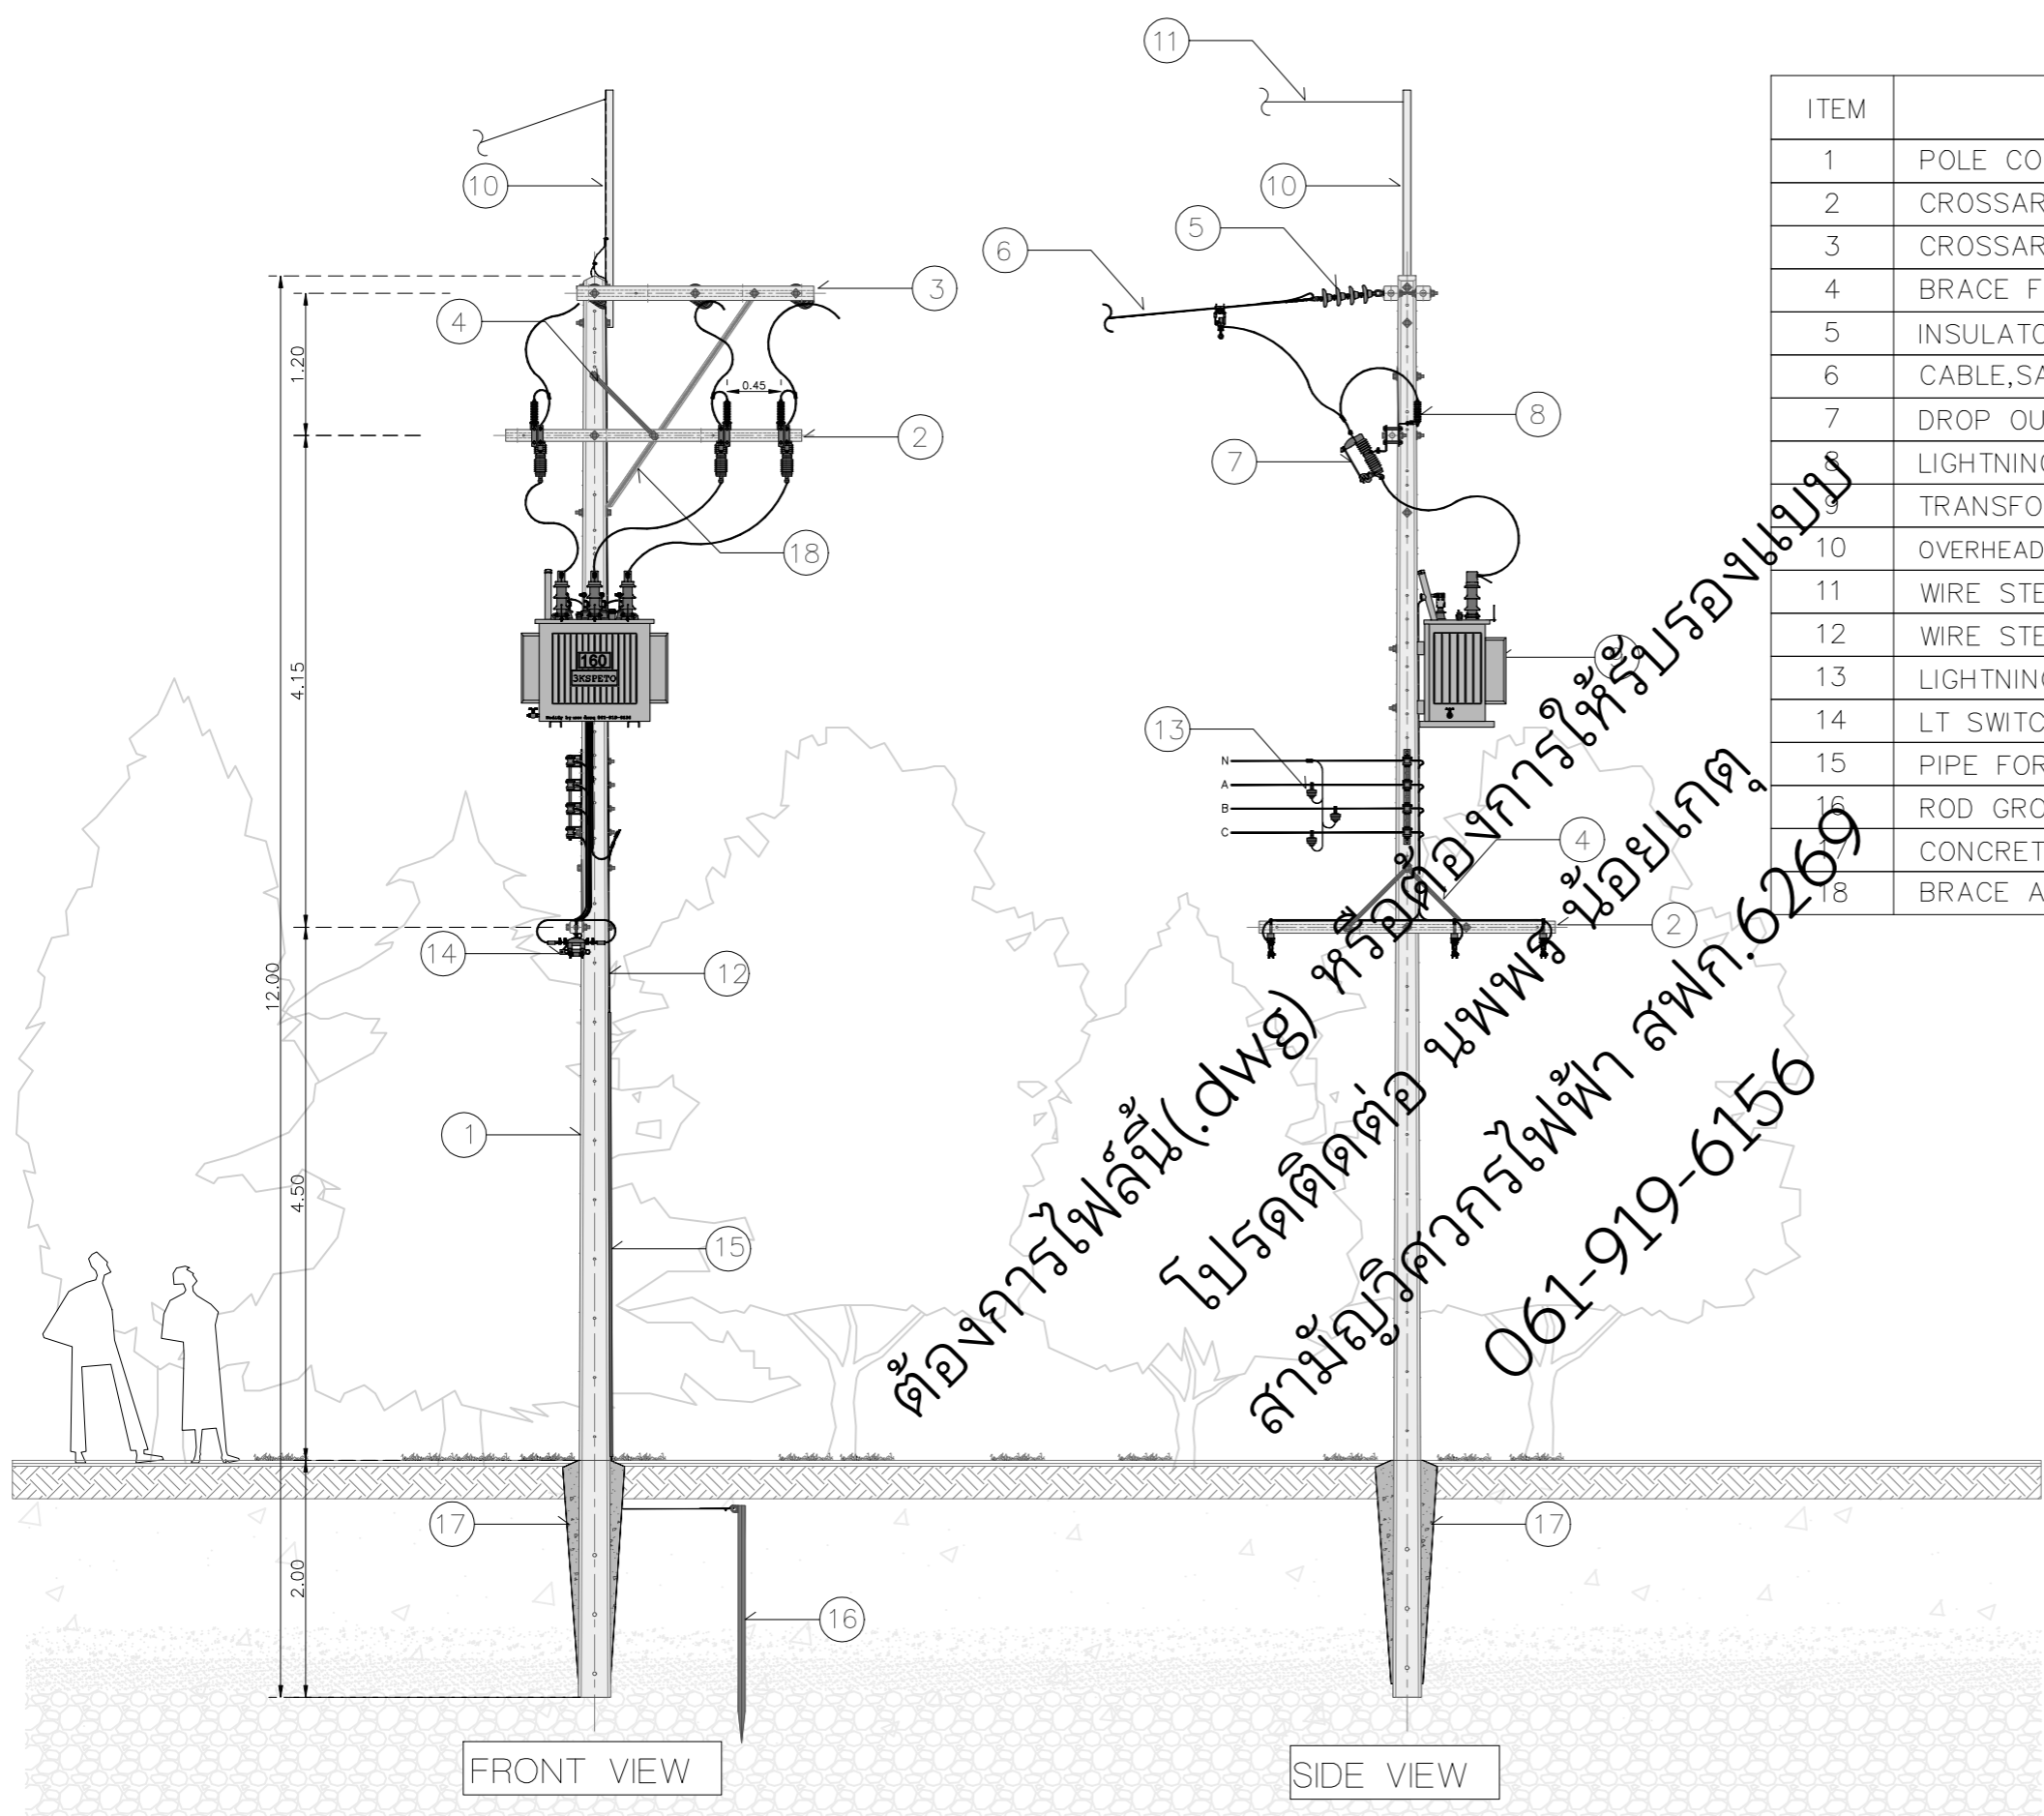 11
10
10
5
6
3
4
1.20
0.45
8
2
7
18
ITEM
1 POLE CO
2 CROSSAR
3 CROSSAR
4 BRACE F
5 INSULATO
6 CABLE,SA
7 DROP OU
8 LIGHTNING
9 TRANSFO
10 OVERHEAD
11 WIRE STE
12 WIRE STE
13 LIGHTNING
14 LT SWITC
15 PIPE FOR
16 ROD GRO
17 CONCRET
18 BRACE A
160
3KSPETO
9
4.15
13
N
A
B
C
4
2
14
12
12.00
1
4.50
15
ต้องการไฟล์นี้(.dwg) หรือต้องการให้รับรองแบบ
โปรดติดต่อ นพพร น้อยเกตุ
สามัญวิศวกรไฟฟ้า สฟก.6269
061-919-6156
17
17
2.00
16
FRONT VIEW
SIDE VIEW